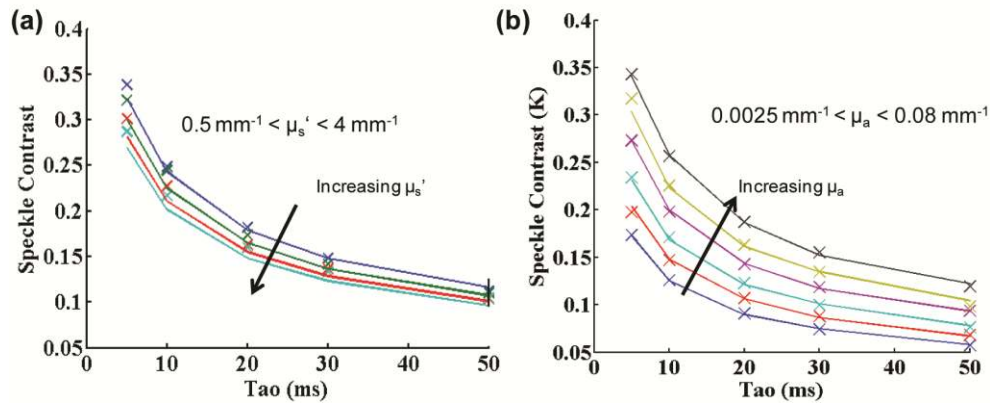 (a)
0.4
0.35
0.3
0.25
0.2
0.15
0.1
0.05
Speckle Contrast
0.5 mm⁻¹ < μₛ' < 4 mm⁻¹
Increasing μₛ'
0 10 20 30 40 50
Tao (ms)
(b)
0.4
0.35
0.3
0.25
0.2
0.15
0.1
0.05
Speckle Contrast (K)
0.0025 mm⁻¹ < μₐ < 0.08 mm⁻¹
Increasing μₐ
0 10 20 30 40 50
Tao (ms)